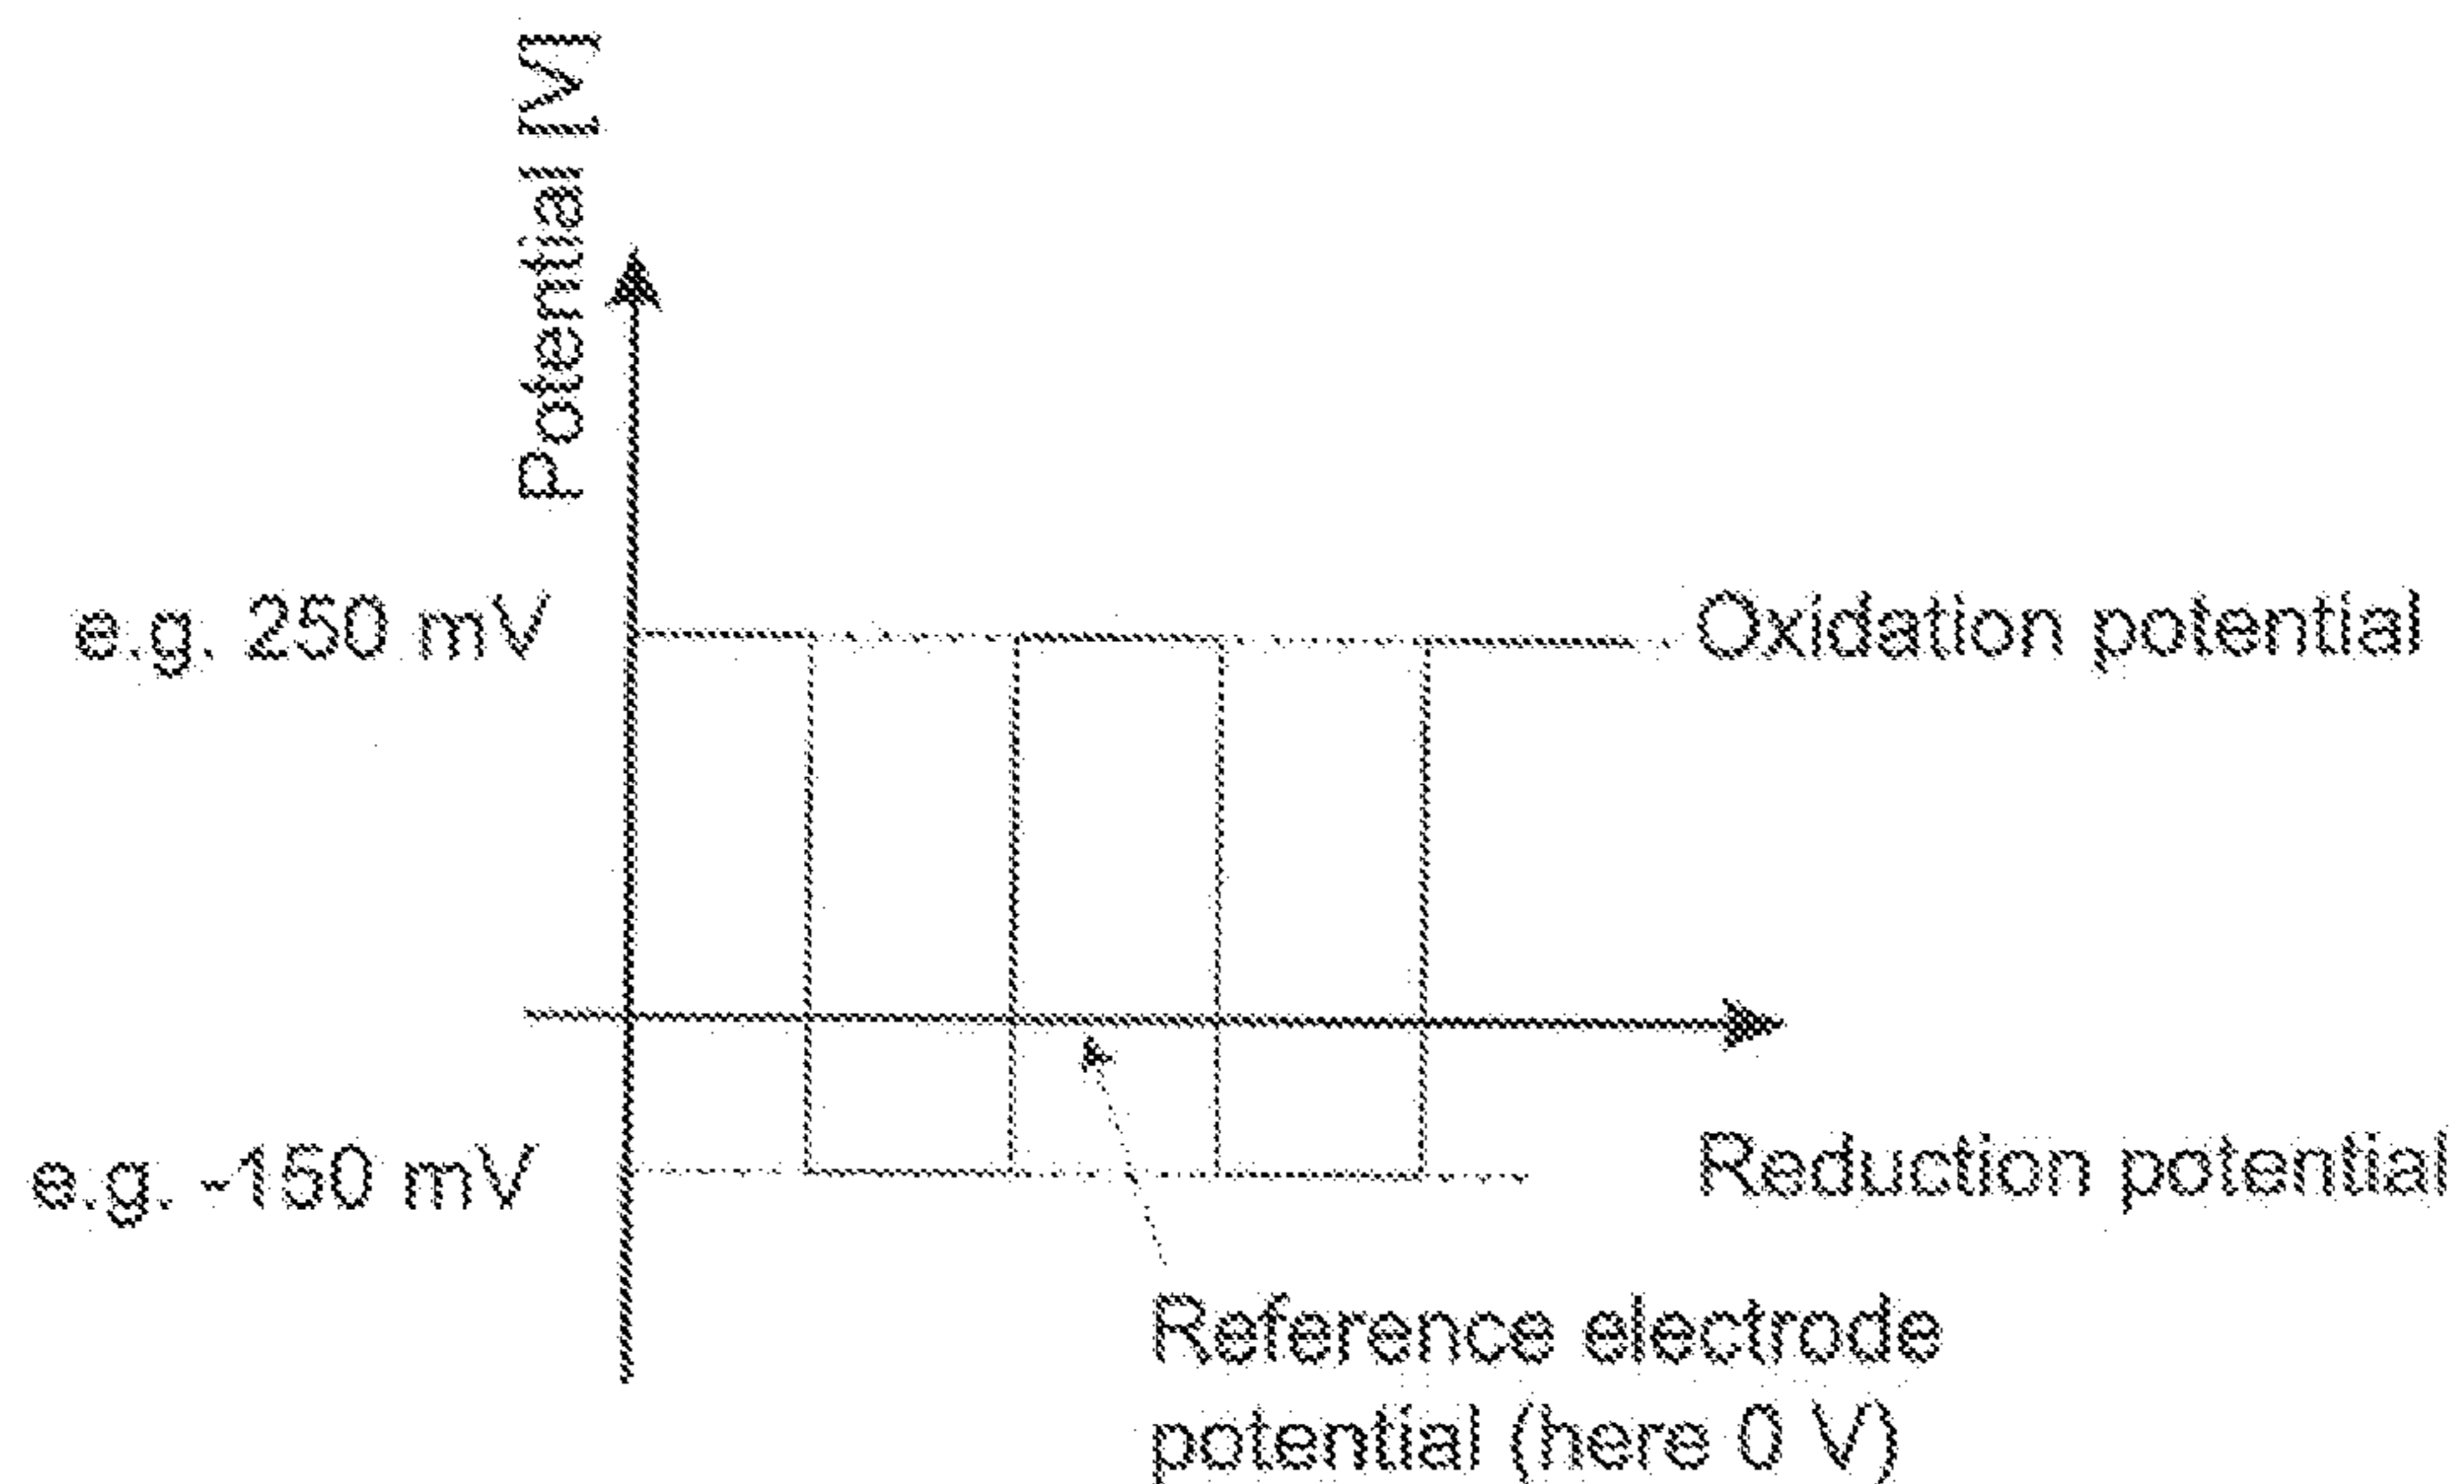 Potential [V]
e.g. 250 mV
Oxidation potential
e.g. -150 mV
Reduction potential
Reference electrode
potential (here 0 V)